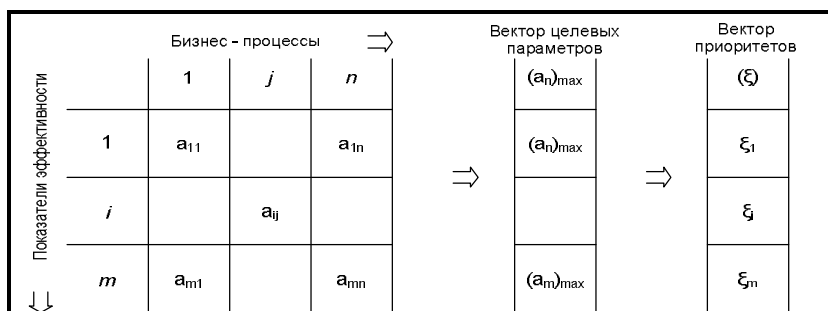 Бизнес – процессы ⇒
Вектор целевых
параметров
Вектор
приоритетов
Показатели эффективности
1 j n (aₙ)max (ξ)
1 a₁₁ a₁ₙ (aₙ)max ξ₁
i aᵢⱼ ξⱼ
m aₘ₁ aₘₙ (aₘ)max ξₘ